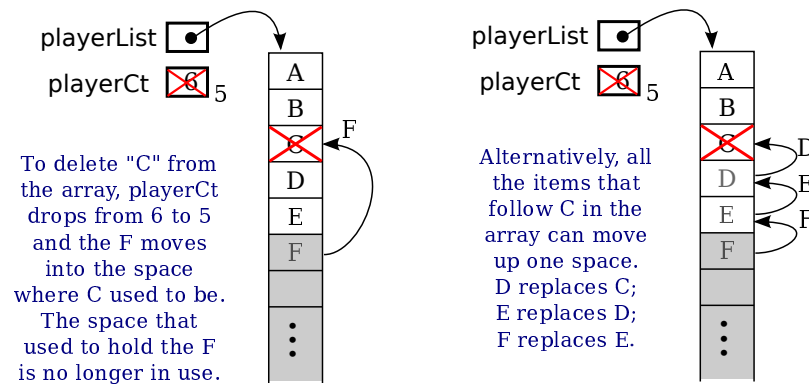 playerList
playerCt
6
5
A
B
C
D
E
F
F
To delete "C" from
the array, playerCt
drops from 6 to 5
and the F moves
into the space
where C used to be.
The space that
used to hold the F
is no longer in use.
playerList
playerCt
6
5
A
B
C
D
E
F
D
E
F
Alternatively, all
the items that
follow C in the
array can move
up one space.
D replaces C;
E replaces D;
F replaces E.